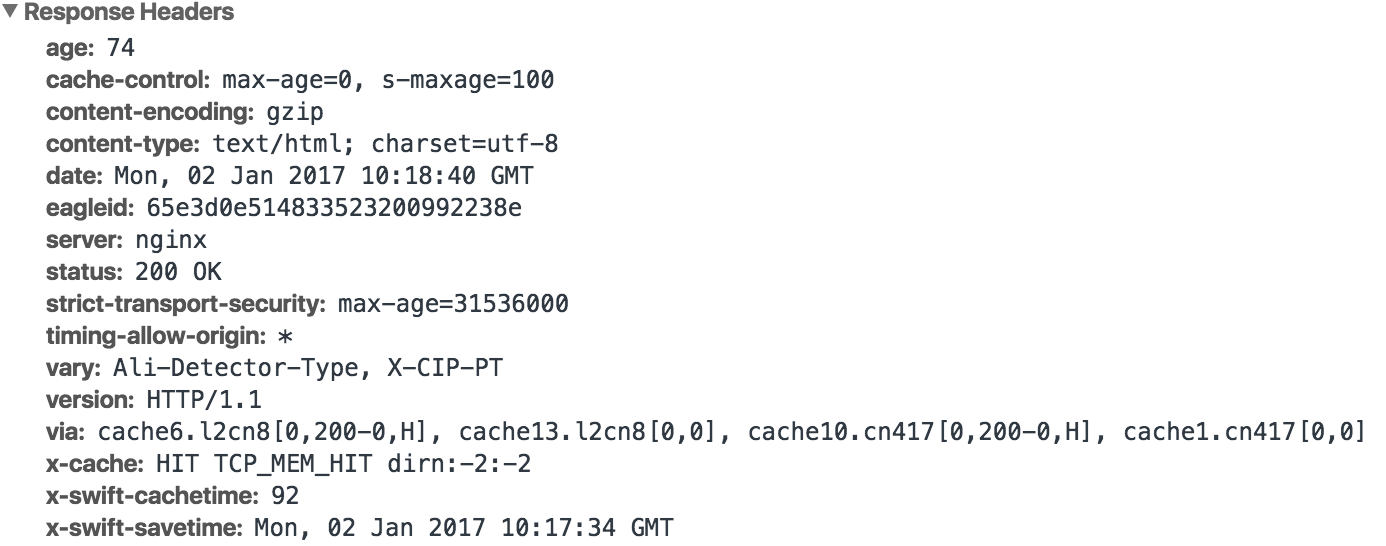 Response Headers
age: 74
cache-control: max-age=0, s-maxage=100
content-encoding: gzip
content-type: text/html; charset=utf-8
date: Mon, 02 Jan 2017 10:18:40 GMT
eagleid: 65e3d0e514833523200992238e
server: nginx
status: 200 OK
strict-transport-security: max-age=31536000
timing-allow-origin: *
vary: Ali-Detector-Type, X-CIP-PT
version: HTTP/1.1
via: cache6.l2cn8[0,200-0,H], cache13.l2cn8[0,0], cache10.cn417[0,200-0,H], cache1.cn417[0,0]
x-cache: HIT TCP_MEM_HIT dirn:-2:-2
x-swift-cachetime: 92
x-swift-savetime: Mon, 02 Jan 2017 10:17:34 GMT